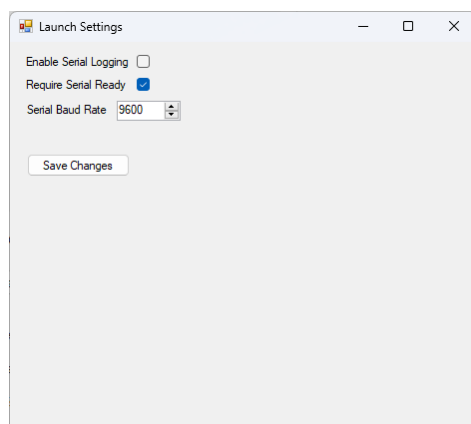 Launch Settings
Enable Serial Logging
Require Serial Ready
Serial Baud Rate 9600
Save Changes